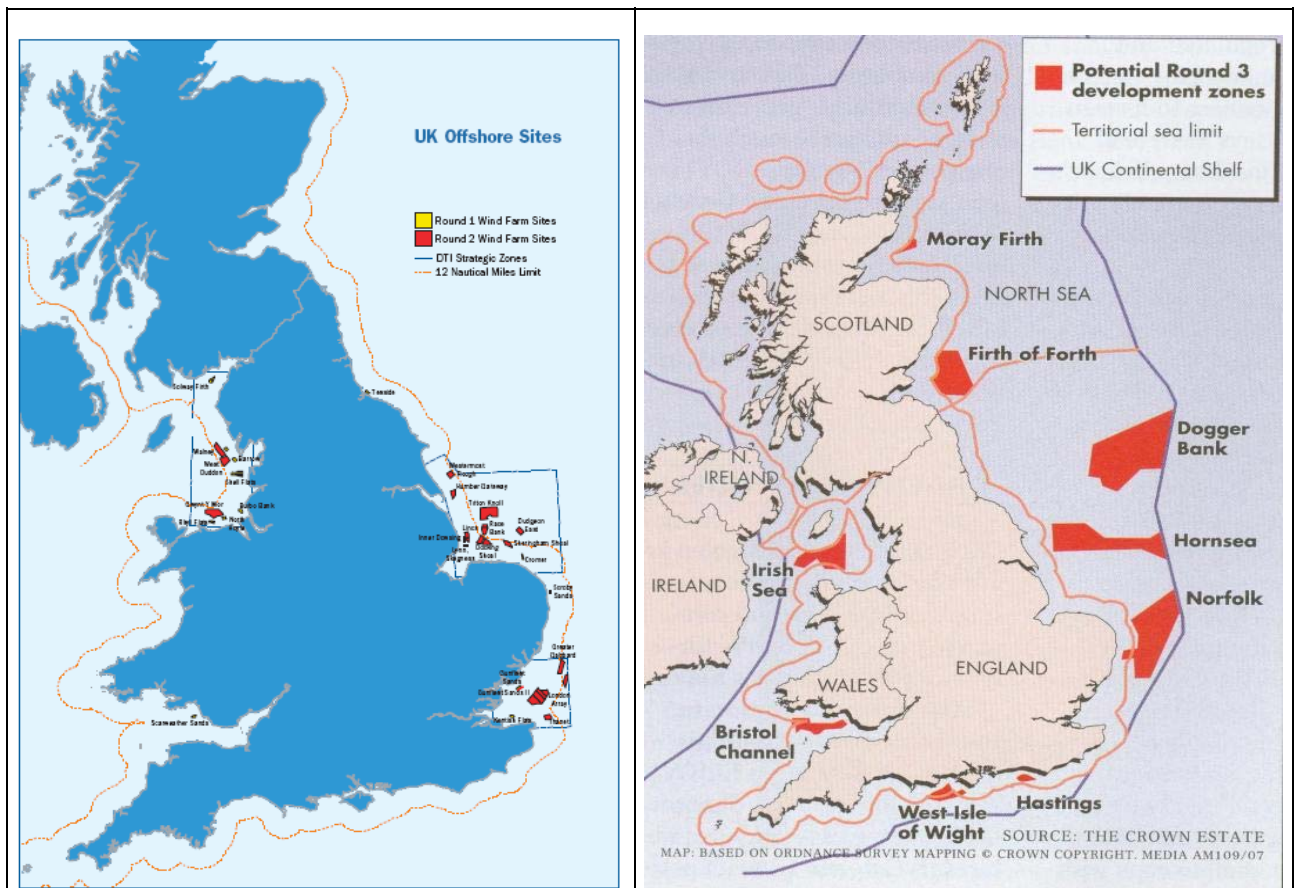 UK Offshore Sites
Round 1 Wind Farm Sites
Round 2 Wind Farm Sites
DTI Strategic Zones
12 Nautical Miles Limit
Solway Firth
Teesside
Walney
Barrow
West
Duddon
Shell Flats
Gwynt Y Mor
Burbo Bank
Rhyl Flats
North
Hoyle
Westermost
Rough
Humber Gateway
Triton Knoll
Race
Bank
Dudgeon
East
Lincs
Inner Dowsing
Lynn,
Skegness
Docking
Shoal
Sheringham Shoal
Cromer
Scroby
Sands
Greater
Gabbard
Gunfleet
Sands
Gunfleet Sands II
London
Array
Kentish Flats
Thanet
Scarweather Sands
Potential Round 3
development zones
Territorial sea limit
UK Continental Shelf
Moray Firth
NORTH SEA
SCOTLAND
Firth of Forth
Dogger
Bank
N.
IRELAND
Hornsea
Irish
Sea
IRELAND
Norfolk
ENGLAND
WALES
Bristol
Channel
Hastings
West Isle
of Wight
SOURCE: THE CROWN ESTATE
MAP: BASED ON ORDNANCE SURVEY MAPPING © CROWN COPYRIGHT. MEDIA AM109/07